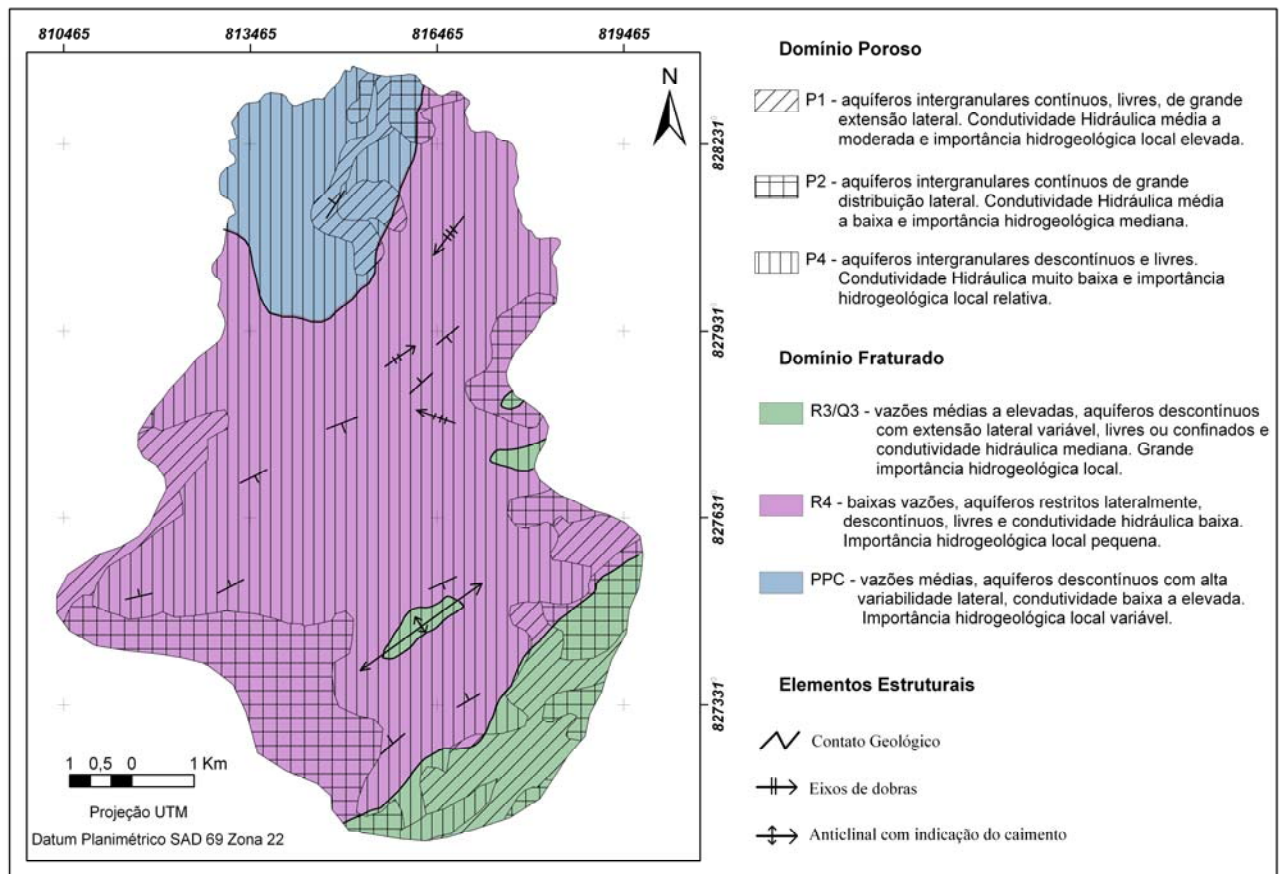 810465
813465
816465
819465
N
828231
827931
827631
827331
1 0,5 0 1 Km
Projeção UTM
Datum Planimétrico SAD 69 Zona 22
Domínio Poroso
P1 - aquíferos intergranulares contínuos, livres, de grande
extensão lateral. Condutividade Hidráulica média a
moderada e importância hidrogeológica local elevada.
P2 - aquíferos intergranulares contínuos de grande
distribuição lateral. Condutividade Hidráulica média
a baixa e importância hidrogeológica mediana.
P4 - aquíferos intergranulares descontínuos e livres.
Condutividade Hidráulica muito baixa e importância
hidrogeológica local relativa.
Domínio Fraturado
R3/Q3 - vazões médias a elevadas, aquíferos descontínuos
com extensão lateral variável, livres ou confinados e
condutividade hidráulica mediana. Grande
importância hidrogeológica local.
R4 - baixas vazões, aquíferos restritos lateralmente,
descontínuos, livres e condutividade hidráulica baixa.
Importância hidrogeológica local pequena.
PPC - vazões médias, aquíferos descontínuos com alta
variabilidade lateral, condutividade baixa a elevada.
Importância hidrogeológica local variável.
Elementos Estruturais
Contato Geológico
Eixos de dobras
Anticlinal com indicação do caimento